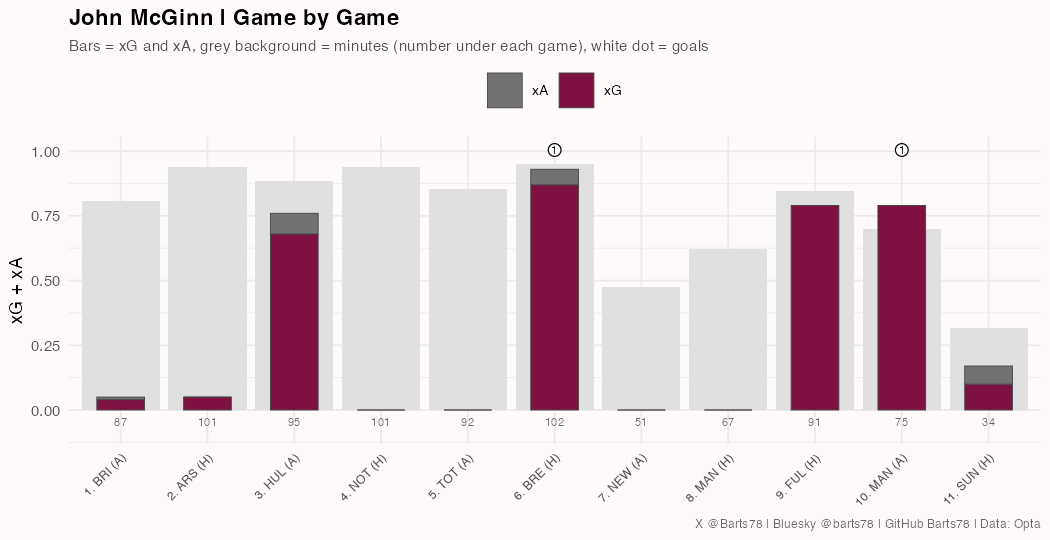 John McGinn | Game by Game
Bars = xG and xA, grey background = minutes (number under each game), white dot = goals
xA xG
xG + xA
1.00
0.75
0.50
0.25
0.00
1 1
87 101 95 101 92 102 51 67 91 75 34
1. BRI (A) 2. ARS (H) 3. HUL (A) 4. NOT (H) 5. TOT (A) 6. BRE (H) 7. NEW (A) 8. MAN (H) 9. FUL (H) 10. MAN (A) 11. SUN (H)
X @Barts78 | Bluesky @barts78 | GitHub Barts78 | Data: Opta